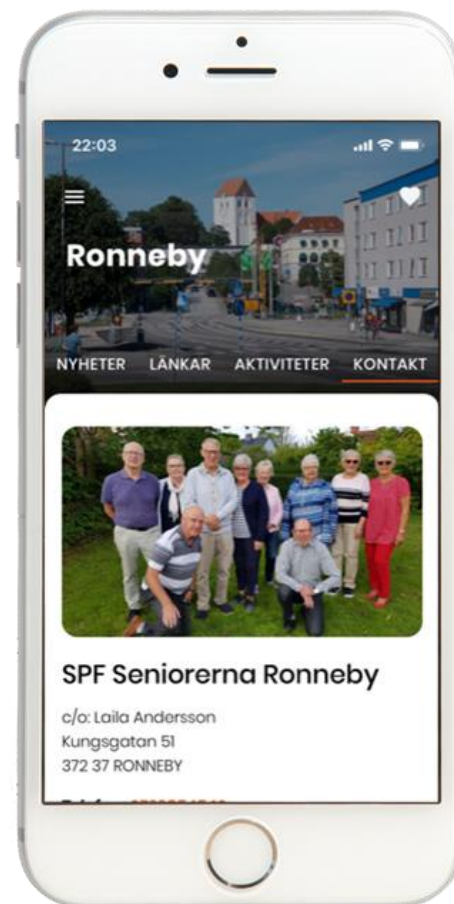 22:03
Ronneby
NYHETER LÄNKAR AKTIVITETER KONTAKT
SPF Seniorerna Ronneby
c/o: Laila Andersson
Kungsgatan 51
372 37 RONNEBY